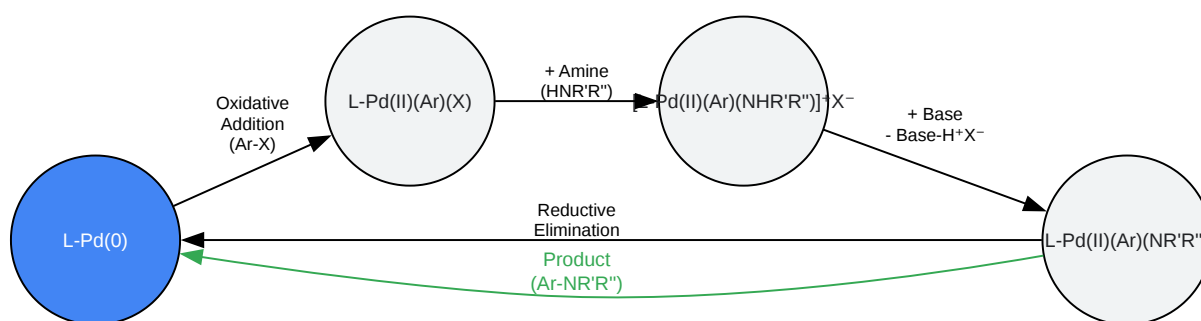 Oxidative
Addition
(Ar-X)
L-Pd(II)(Ar)(X)
+ Amine
(HNR'R")
[L-Pd(II)(Ar)(NHR'R")]⁺X⁻
+ Base
- Base-H⁺X⁻
L-Pd(0)
Reductive
Elimination
L-Pd(II)(Ar)(NR'R"
Product
(Ar-NR'R")